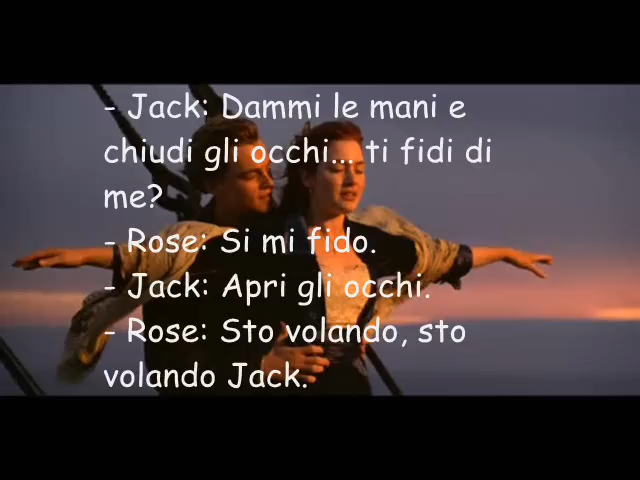 - Jack: Dammi le mani e
chiudi gli occhi... ti fidi di
me?
- Rose: Si mi fido.
- Jack: Apri gli occhi.
- Rose: Sto volando, sto
volando Jack.